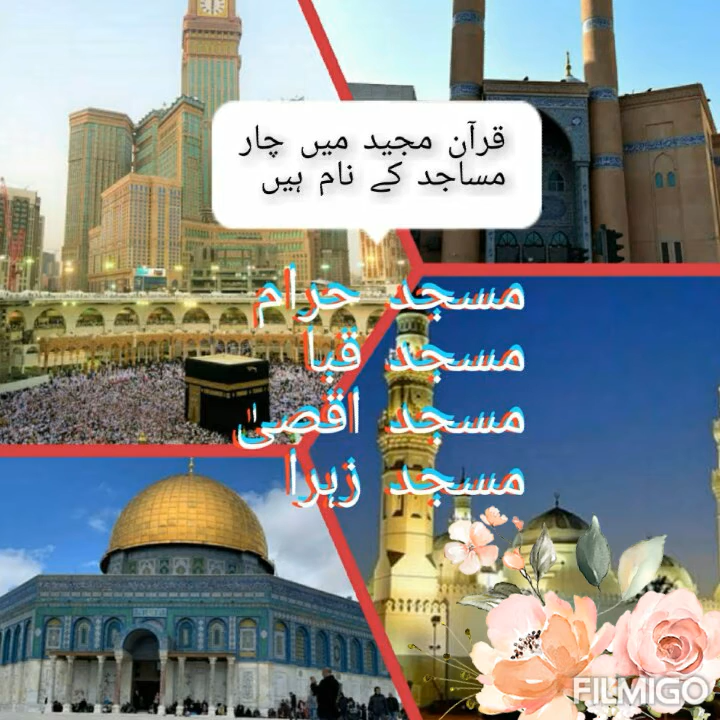 قرآن مجید میں چار
مساجد کے نام ہیں
مسجد حرام
مسجد قبا
مسجد اقصیٰ
مسجد زہرا
FILMIGO